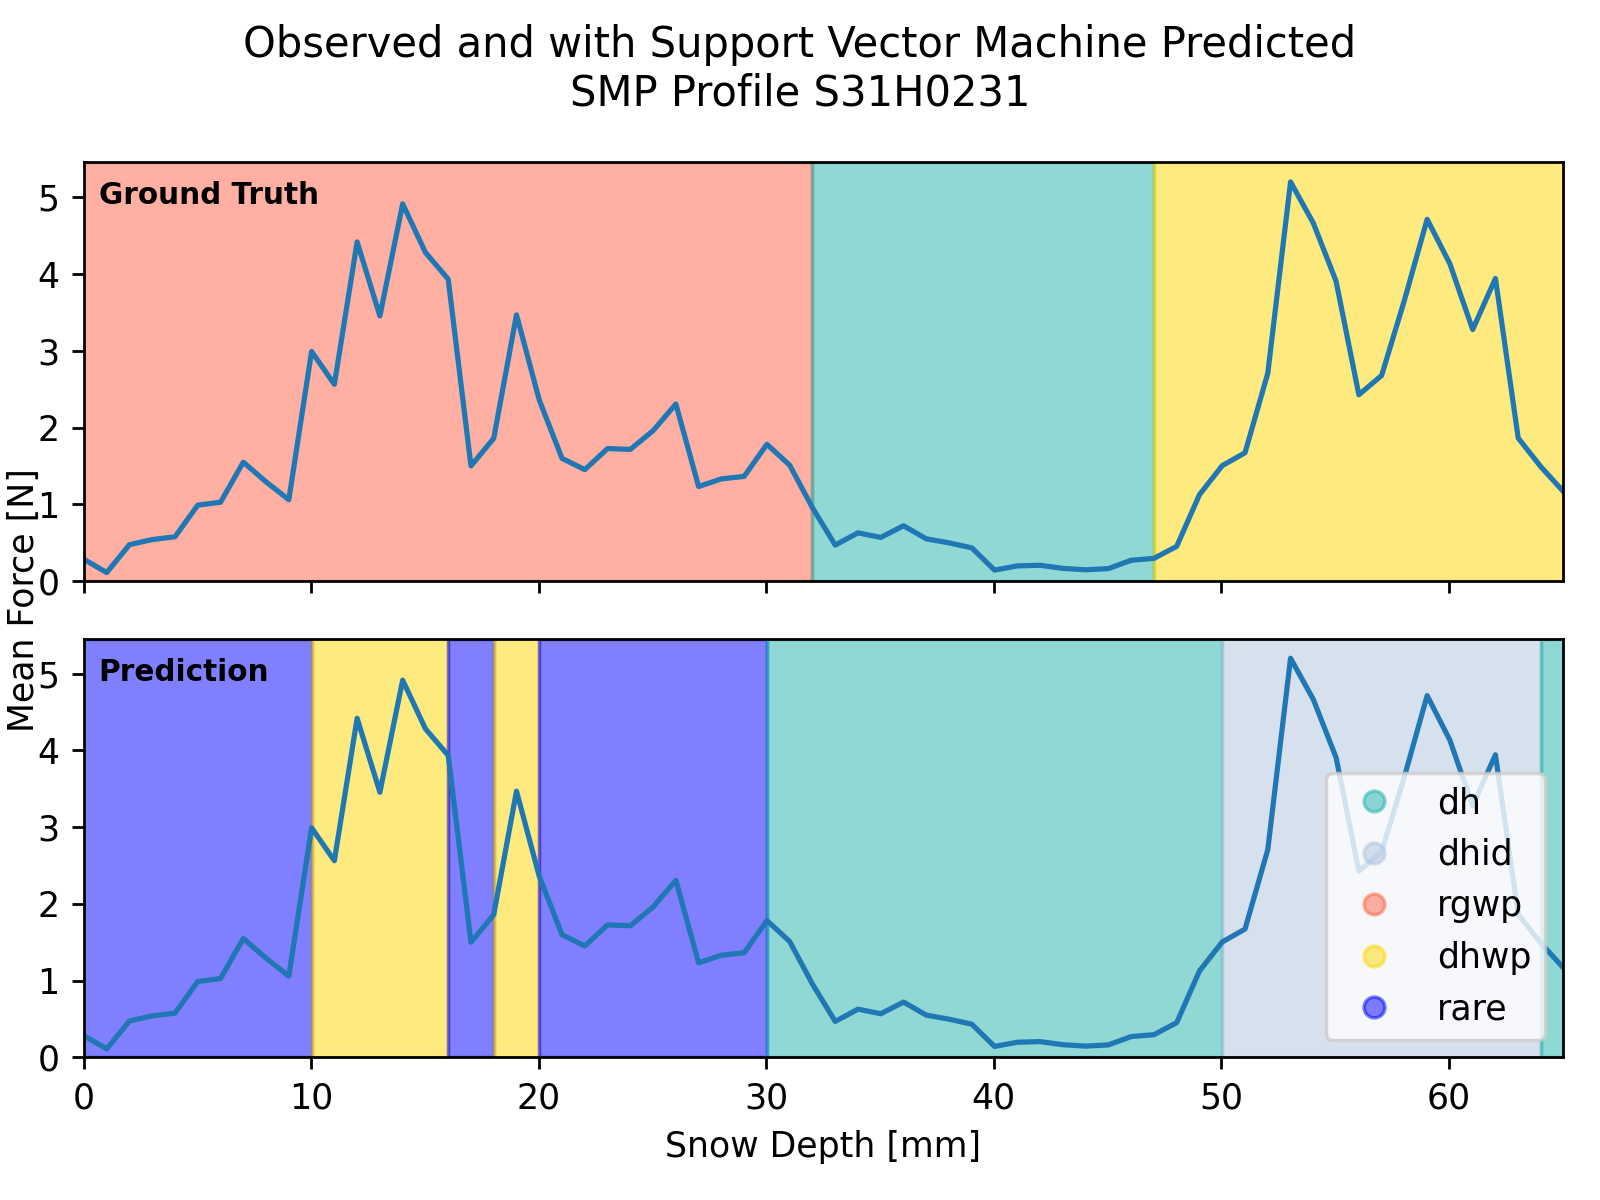 Observed and with Support Vector Machine Predicted
SMP Profile S31H0231
Ground Truth
5
4
3
2
1
0
Mean Force [N]
Prediction
5
4
3
2
1
0
dh
dhid
rgwp
dhwp
rare
0 10 20 30 40 50 60
Snow Depth [mm]